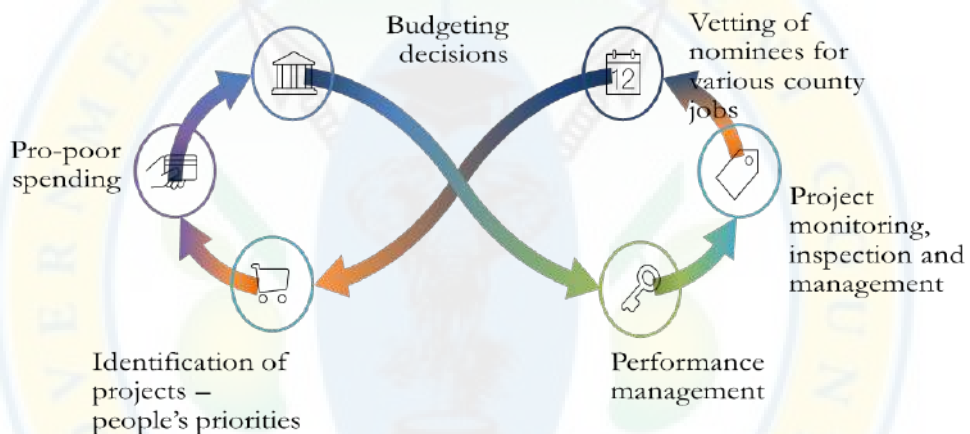 Budgeting
decisions
Vetting of
nominees for
various county
jobs
12
Pro-poor
spending
Project
monitoring,
inspection and
management
Identification of
projects –
people's priorities
Performance
management